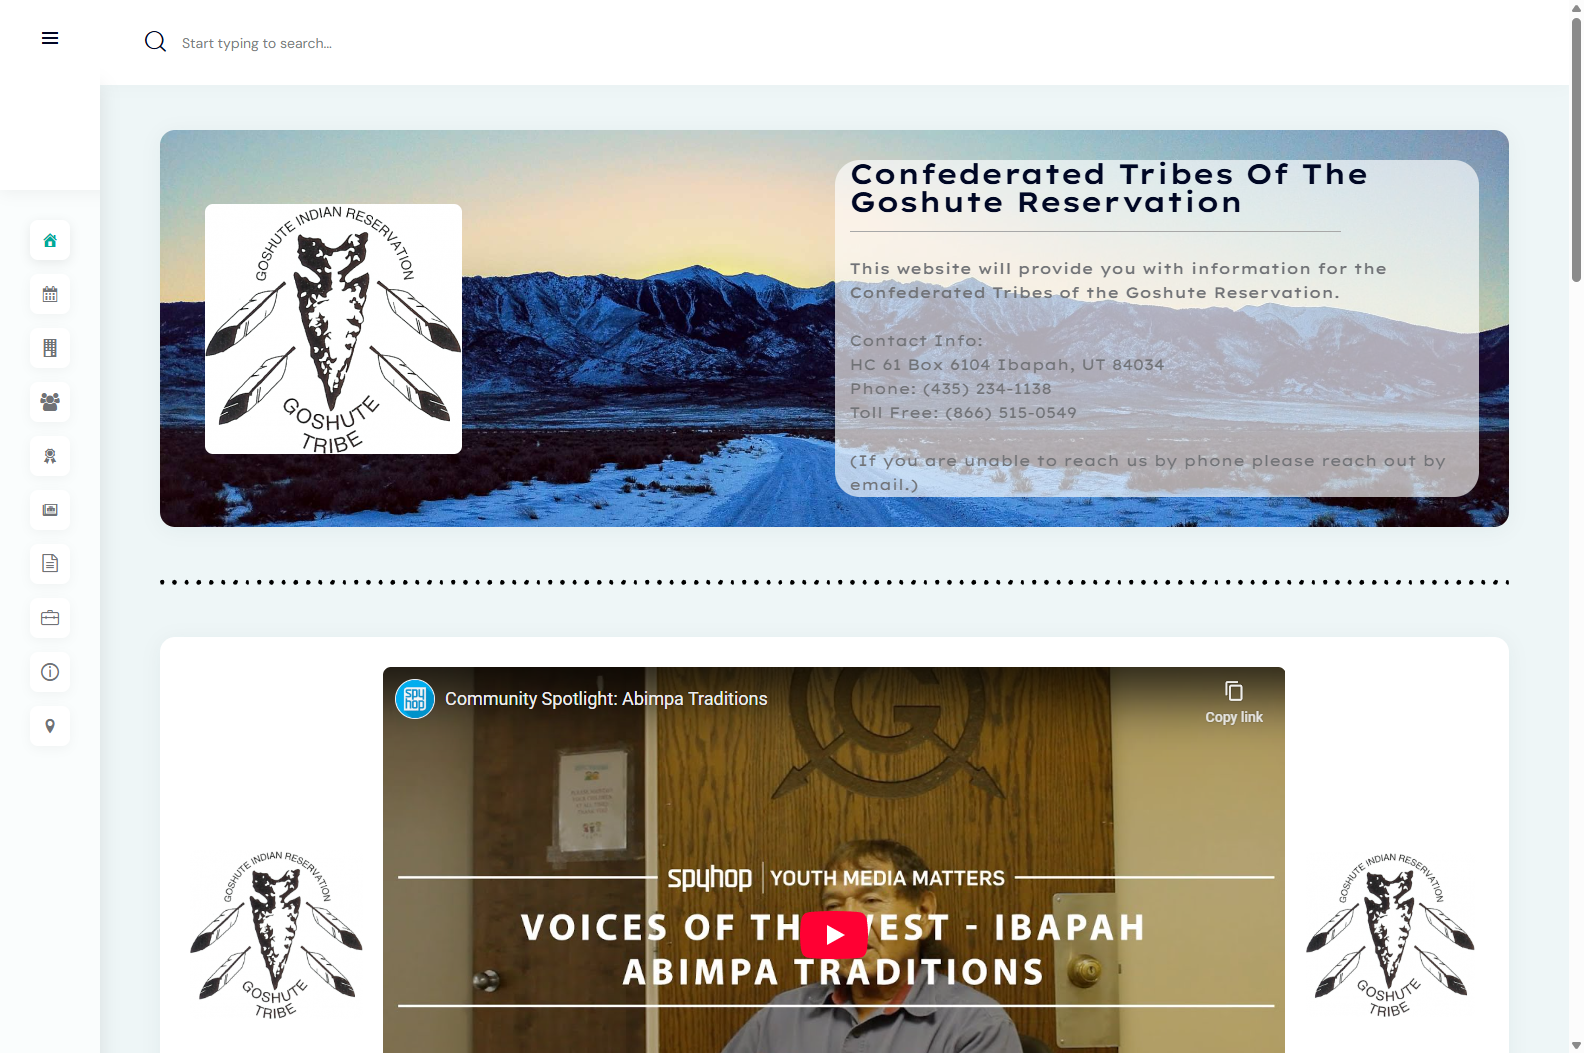 Start typing to search...
GOSHUTE INDIAN RESERVATION
GOSHUTE
TRIBE
Confederated Tribes Of The
Goshute Reservation
This website will provide you with information for the
Confederated Tribes of the Goshute Reservation.
Contact Info:
HC 61 Box 6104 Ibapah, UT 84034
Phone: (435) 234-1138
Toll Free: (866) 515-0549
(If you are unable to reach us by phone please reach out by
email.)
spy
hop
Community Spotlight: Abimpa Traditions
Copy link
G
spyhop YOUTH MEDIA MATTERS
VOICES OF TH WEST - IBAPAH
ABIMPA TRADITIONS
GOSHUTE INDIAN RESERVATION
GOSHUTE
TRIBE
GOSHUTE INDIAN RESERVATION
GOSHUTE
TRIBE